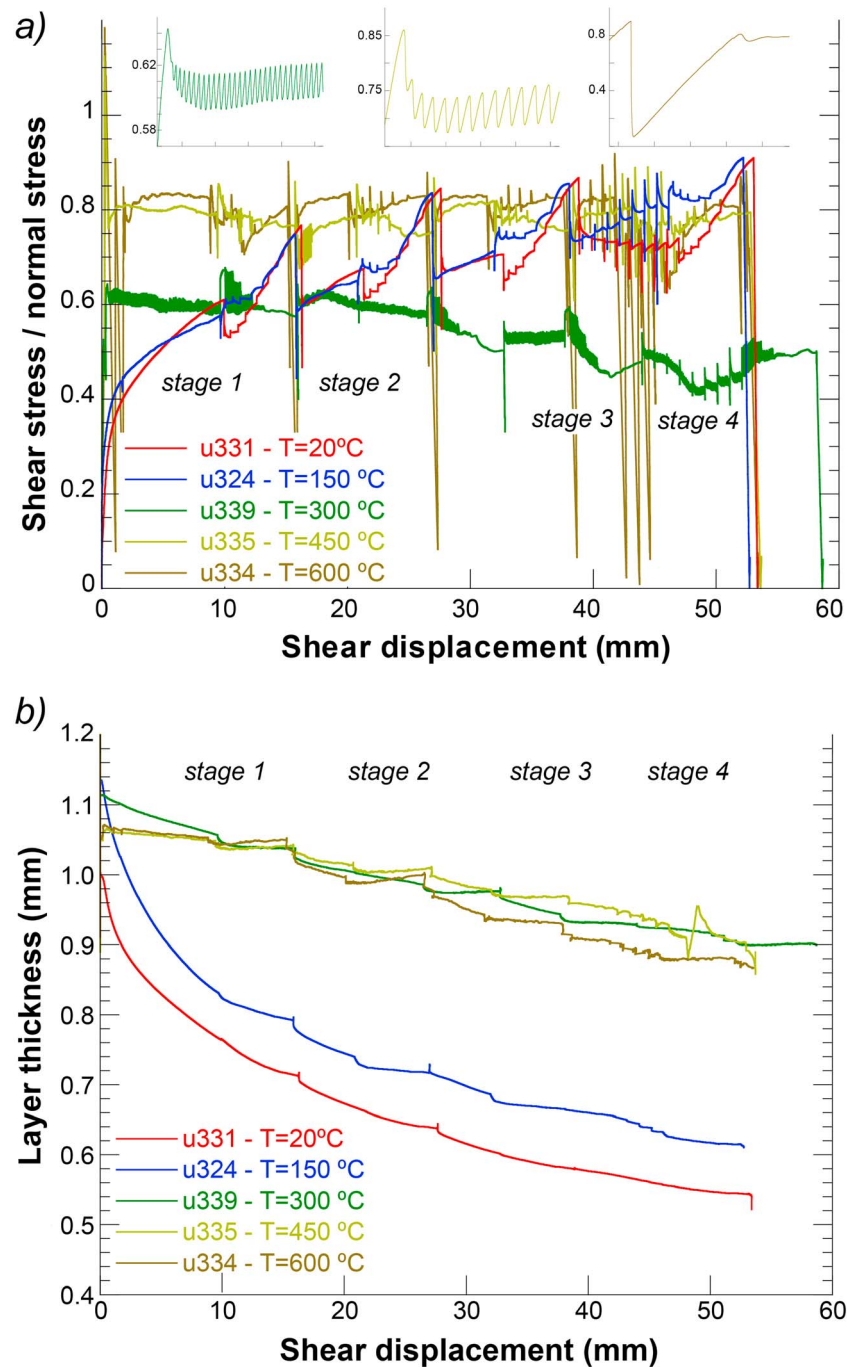 a)
0.62
0.58
0.85
0.75
0.8
0.4
1
0.8
0.6
0.4
0.2
0
Shear stress / normal stress
stage 1
stage 2
stage 3
stage 4
u331 - T=20ºC
u324 - T=150 ºC
u339 - T=300 ºC
u335 - T=450 ºC
u334 - T=600 ºC
0 10 20 30 40 50 60
Shear displacement (mm)
b)
1.2
1.1
1.0
0.9
0.8
0.7
0.6
0.5
0.4
Layer thickness (mm)
stage 1 stage 2 stage 3 stage 4
u331 - T=20ºC
u324 - T=150 ºC
u339 - T=300 ºC
u335 - T=450 ºC
u334 - T=600 ºC
0 10 20 30 40 50 60
Shear displacement (mm)